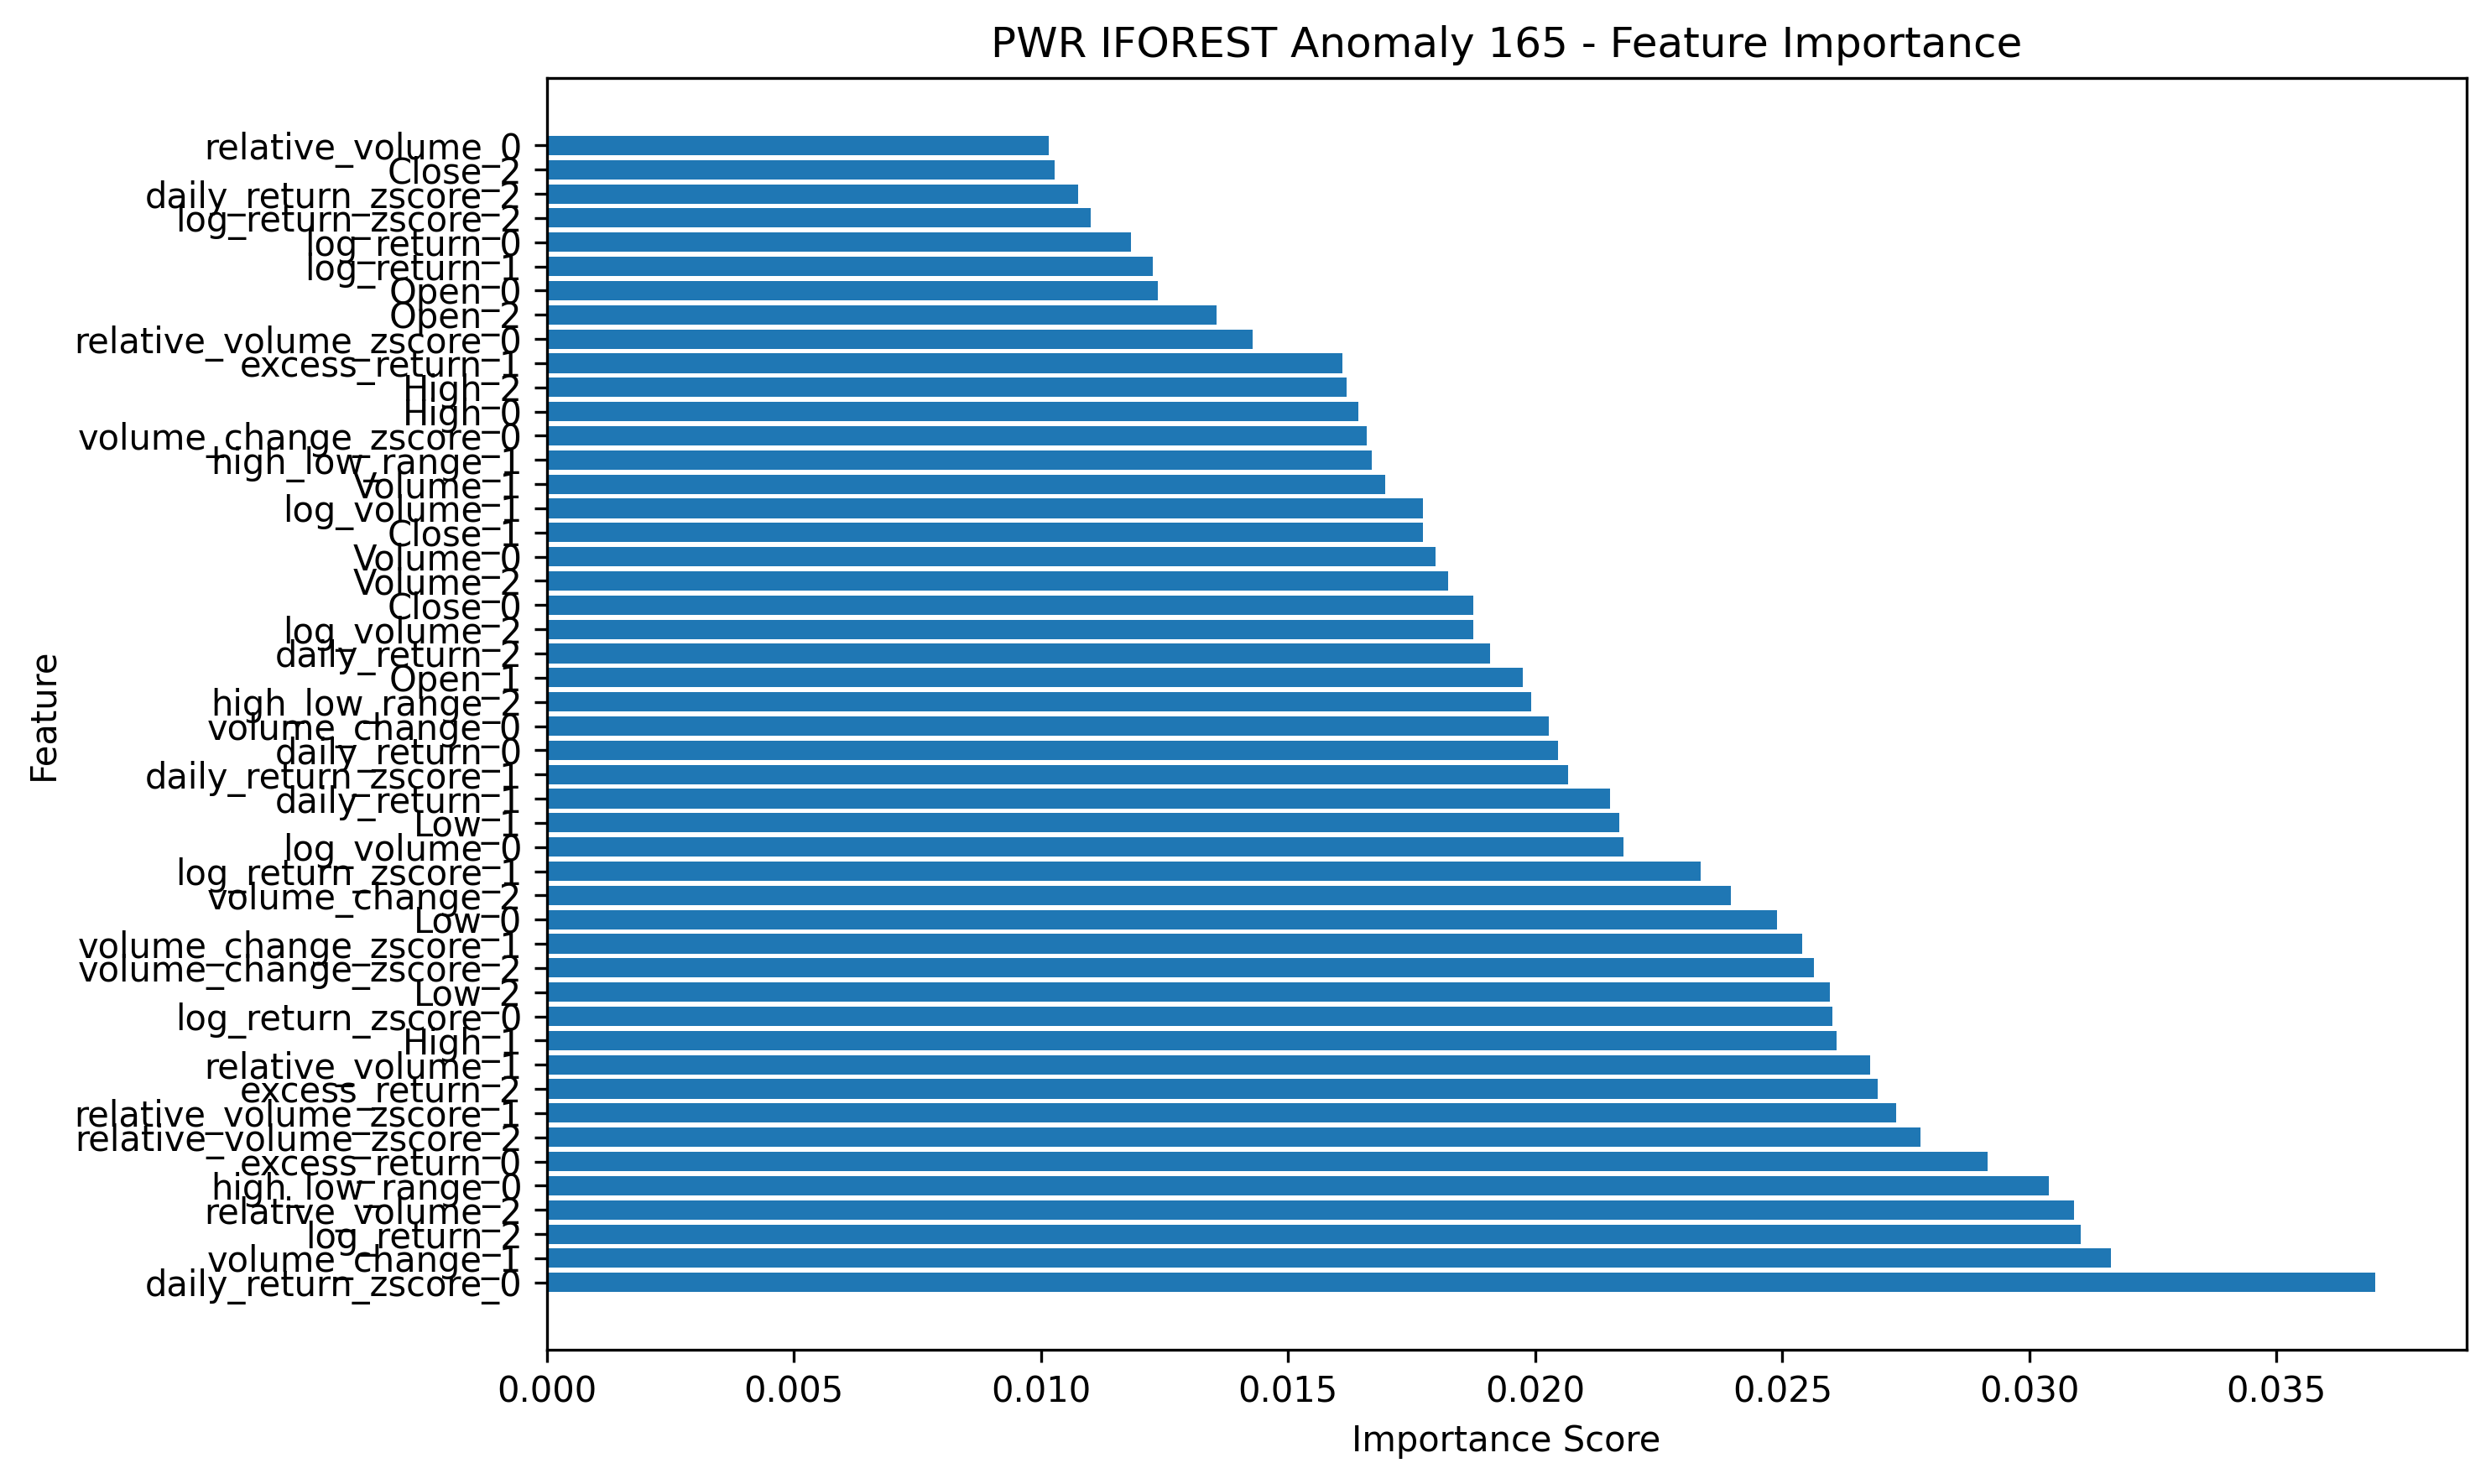 PWR IFOREST Anomaly 165 - Feature Importance
relative_volume_0
Close_2
daily_return_zscore_2
log_return_zscore_2
log_return_0
log_return_1
Open_0
Open_2
relative_volume_zscore_0
excess_return_1
High_2
High_0
volume_change_zscore_0
high_low_range_1
Volume_1
log_volume_1
Close_1
Volume_0
Volume_2
Close_0
log_volume_2
daily_return_2
Open_1
high_low_range_2
volume_change_0
daily_return_0
daily_return_zscore_1
daily_return_1
Low_1
log_volume_0
log_return_zscore_1
volume_change_2
Low_0
volume_change_zscore_1
volume_change_zscore_2
Low_2
log_return_zscore_0
High_1
relative_volume_1
excess_return_2
relative_volume_zscore_1
relative_volume_zscore_2
excess_return_0
high_low_range_0
relative_volume_2
log_return_2
volume_change_1
daily_return_zscore_0
Feature
0.000 0.005 0.010 0.015 0.020 0.025 0.030 0.035
Importance Score